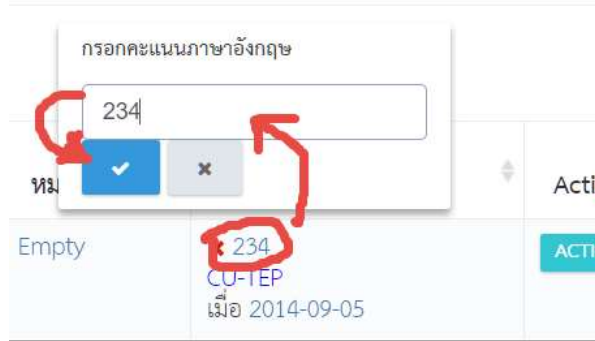 กรอกคะแนนภาษาอังกฤษ
234
หม
Acti
Empty
234
CU-TEP
เมื่อ 2014-09-05
ACTI